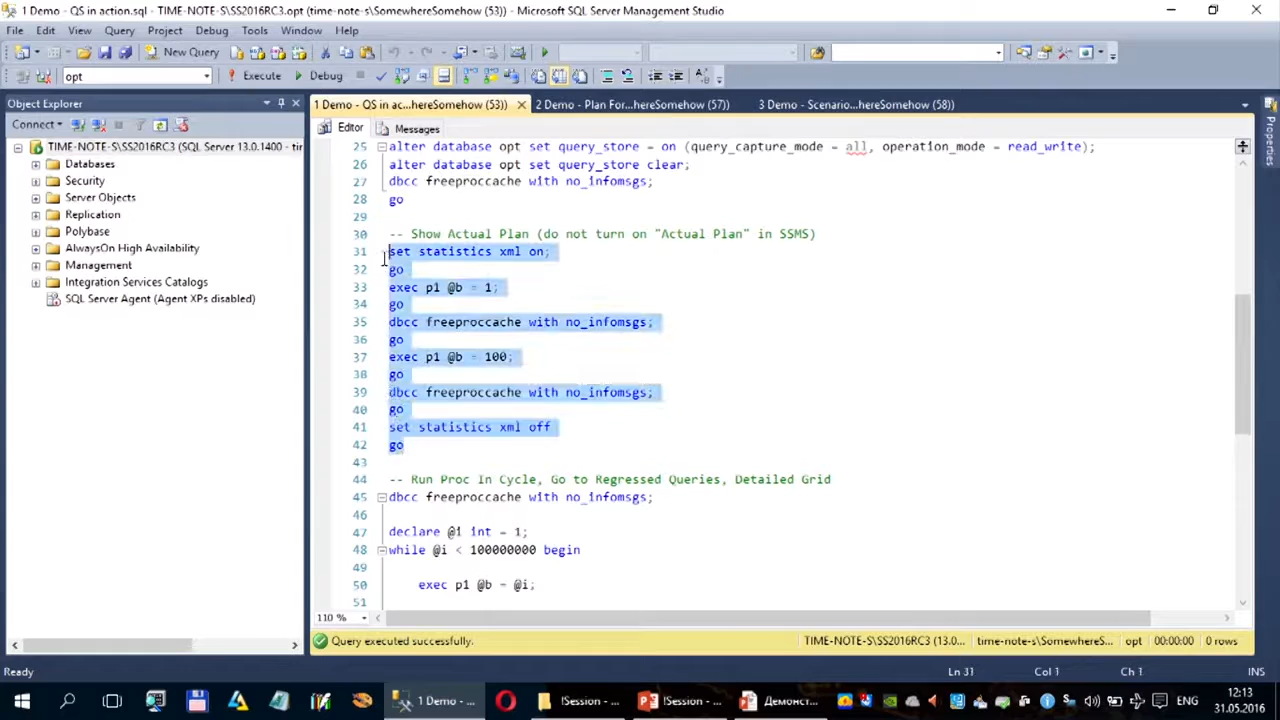 1 Demo - QS in action.sql - TIME-NOTE-S\SS2016RC3.opt (time-note-s\SomewhereSomehow (53)) - Microsoft SQL Server Management Studio
File Edit View Query Project Debug Tools Window Help
New Query
opt Execute Debug
Object Explorer
Connect
TIME-NOTE-S\SS2016RC3 (SQL Server 13.0.1400 - tir
Databases
Security
Server Objects
Replication
Polybase
AlwaysOn High Availability
Management
Integration Services Catalogs
SQL Server Agent (Agent XPs disabled)
1 Demo - QS in ac...hereSomehow (53)) 2 Demo - Plan For...hereSomehow (57)) 3 Demo - Scenario...hereSomehow (58))
Editor Messages
25 alter database opt set query_store = on (query_capture_mode = all, operation_mode = read_write);
26 alter database opt set query_store clear;
27 dbcc freeproccache with no_infomsgs;
28 go
29
30 -- Show Actual Plan (do not turn on "Actual Plan" in SSMS)
31 set statistics xml on;
32 go
33 exec p1 @b = 1;
34 go
35 dbcc freeproccache with no_infomsgs;
36 go
37 exec p1 @b = 100;
38 go
39 dbcc freeproccache with no_infomsgs;
40 go
41 set statistics xml off
42 go
43
44 -- Run Proc In Cycle, Go to Regressed Queries, Detailed Grid
45 dbcc freeproccache with no_infomsgs;
46
47 declare @i int = 1;
48 while @i < 100000000 begin
49
50 exec p1 @b = @i;
51
110 %
Query executed successfully. TIME-NOTE-S\SS2016RC3 (13.0... time-note-s\SomewhereS... opt 00:00:00 0 rows
Properties
Ready Ln 31 Col 1 Ch 1 INS
1 Demo - ... !Session - ... !Session - ... Демонст... ENG 12:13
31.05.2016